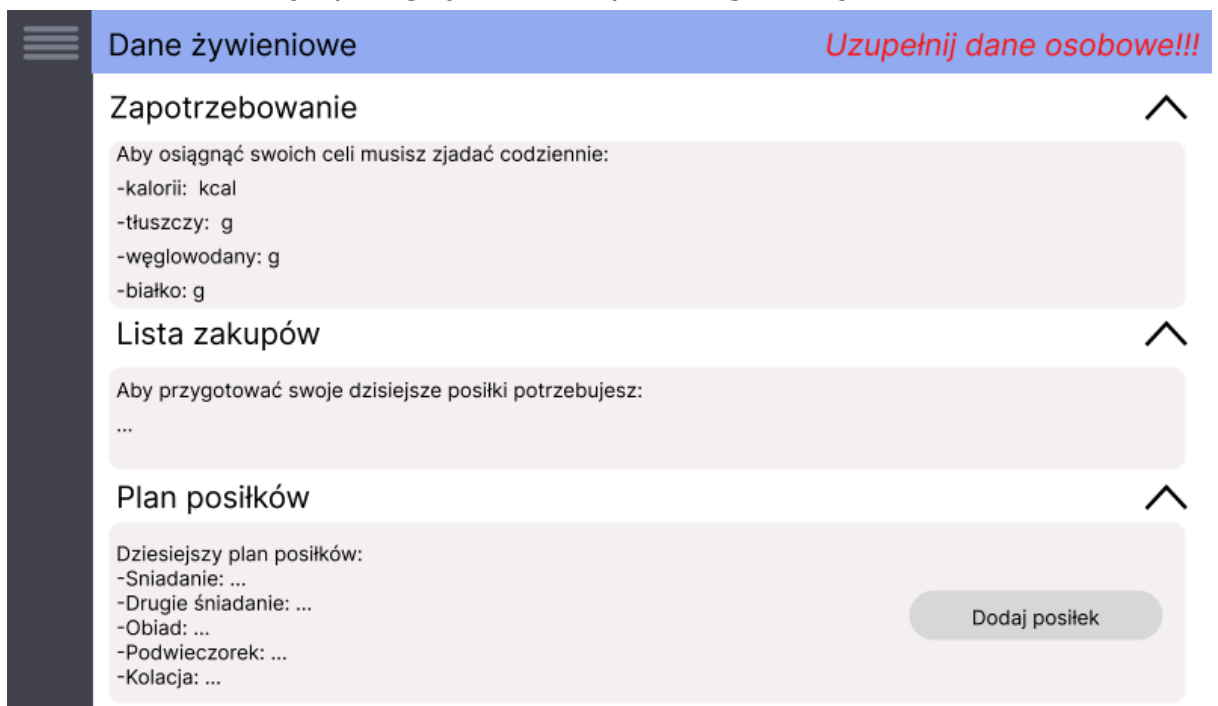 Dane żywieniowe
Uzupełnij dane osobowe!!!
Zapotrzebowanie
Aby osiągnąć swoich celi musisz zjadać codziennie:
-kalorii:  kcal
-tłuszczy:  g
-węglowodany: g
-białko: g
Lista zakupów
Aby przygotować swoje dzisiejsze posiłki potrzebujesz:
...
Plan posiłków
Dziesiejszy plan posiłków:
-Sniadanie: ...
-Drugie śniadanie: ...
-Obiad: ...
-Podwieczorek: ...
-Kolacja: ...
Dodaj posiłek